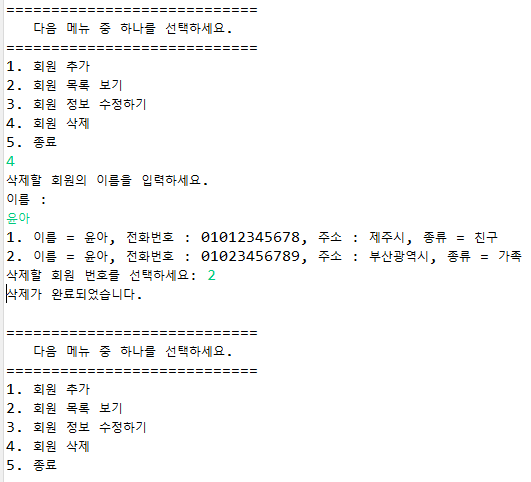 ============================
다음 메뉴 중 하나를 선택하세요.
============================
1. 회원 추가
2. 회원 목록 보기
3. 회원 정보 수정하기
4. 회원 삭제
5. 종료
4
삭제할 회원의 이름을 입력하세요.
이름 :
윤아
1. 이름 = 윤아, 전화번호 : 01012345678, 주소 : 제주시, 종류 = 친구
2. 이름 = 윤아, 전화번호 : 01023456789, 주소 : 부산광역시, 종류 = 가족
삭제할 회원 번호를 선택하세요: 2
삭제가 완료되었습니다.
============================
다음 메뉴 중 하나를 선택하세요.
============================
1. 회원 추가
2. 회원 목록 보기
3. 회원 정보 수정하기
4. 회원 삭제
5. 종료